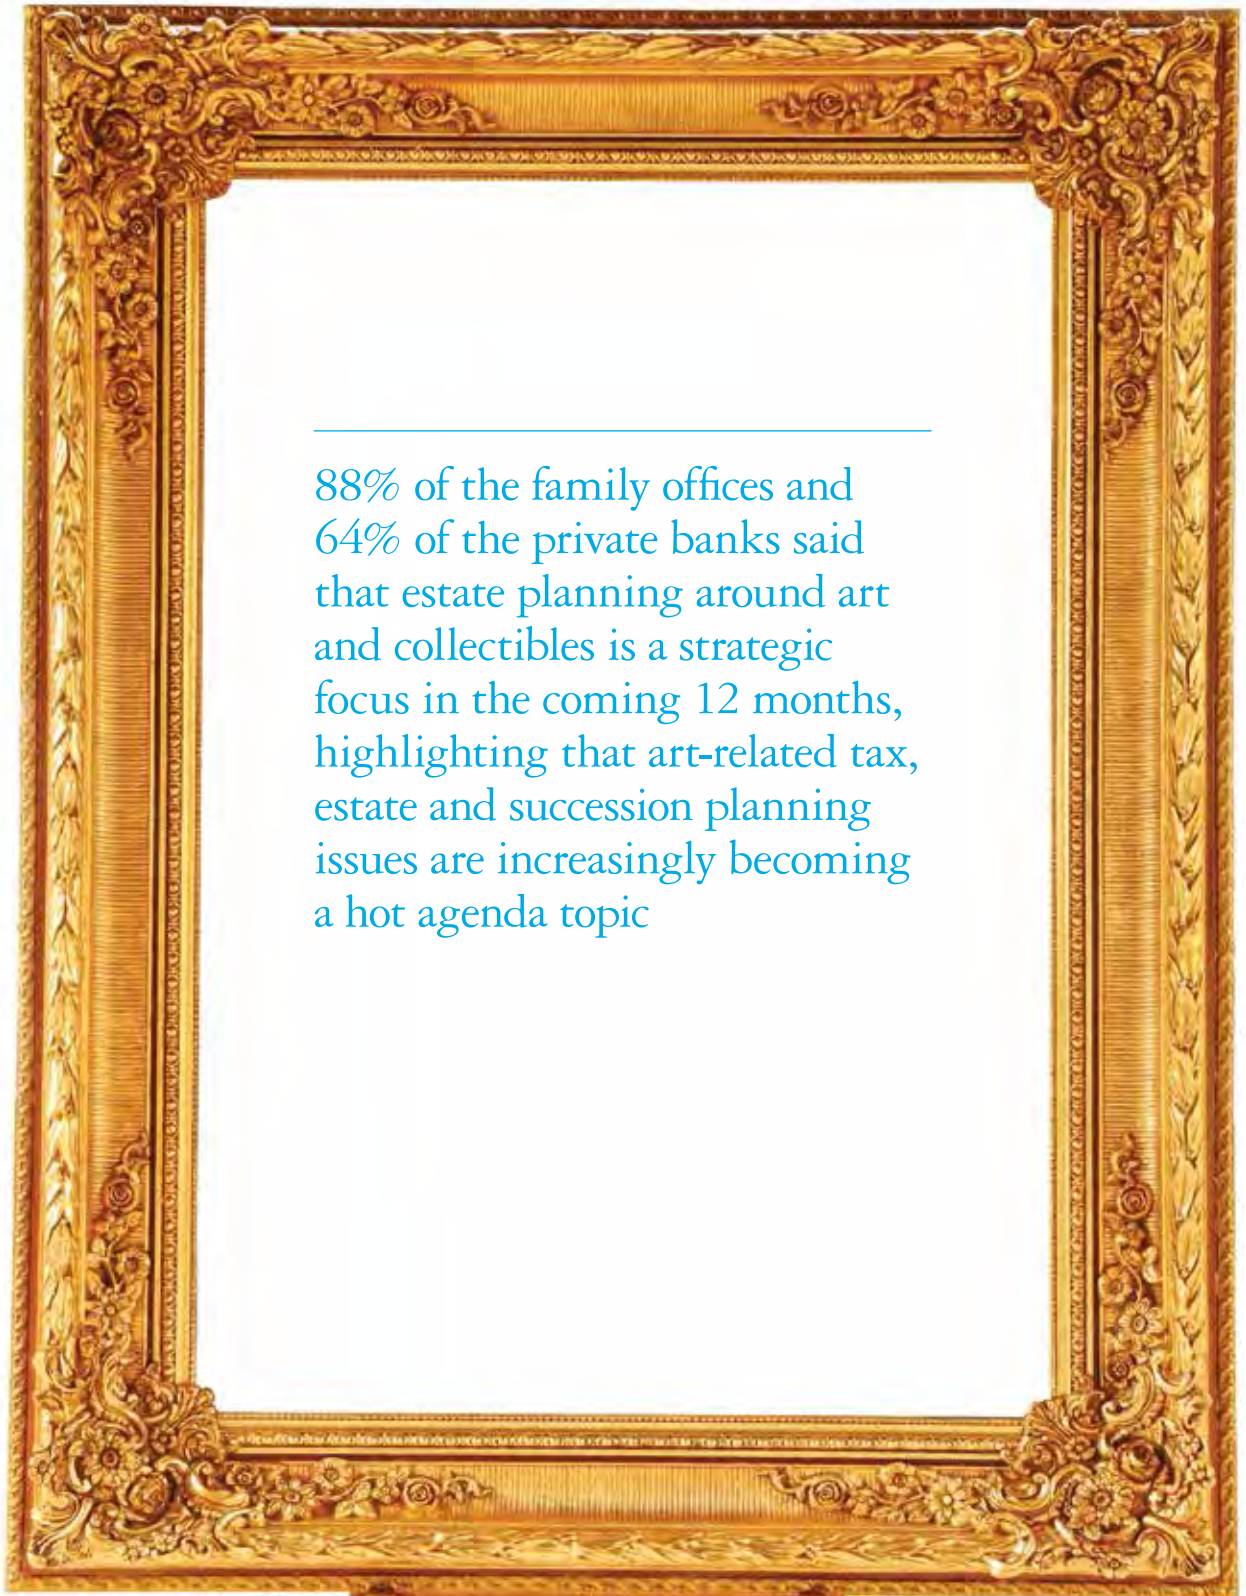 88% of the family offices and
64% of the private banks said
that estate planning around art
and collectibles is a strategic
focus in the coming 12 months,
highlighting that art-related tax,
estate and succession planning
issues are increasingly becoming
a hot agenda topic